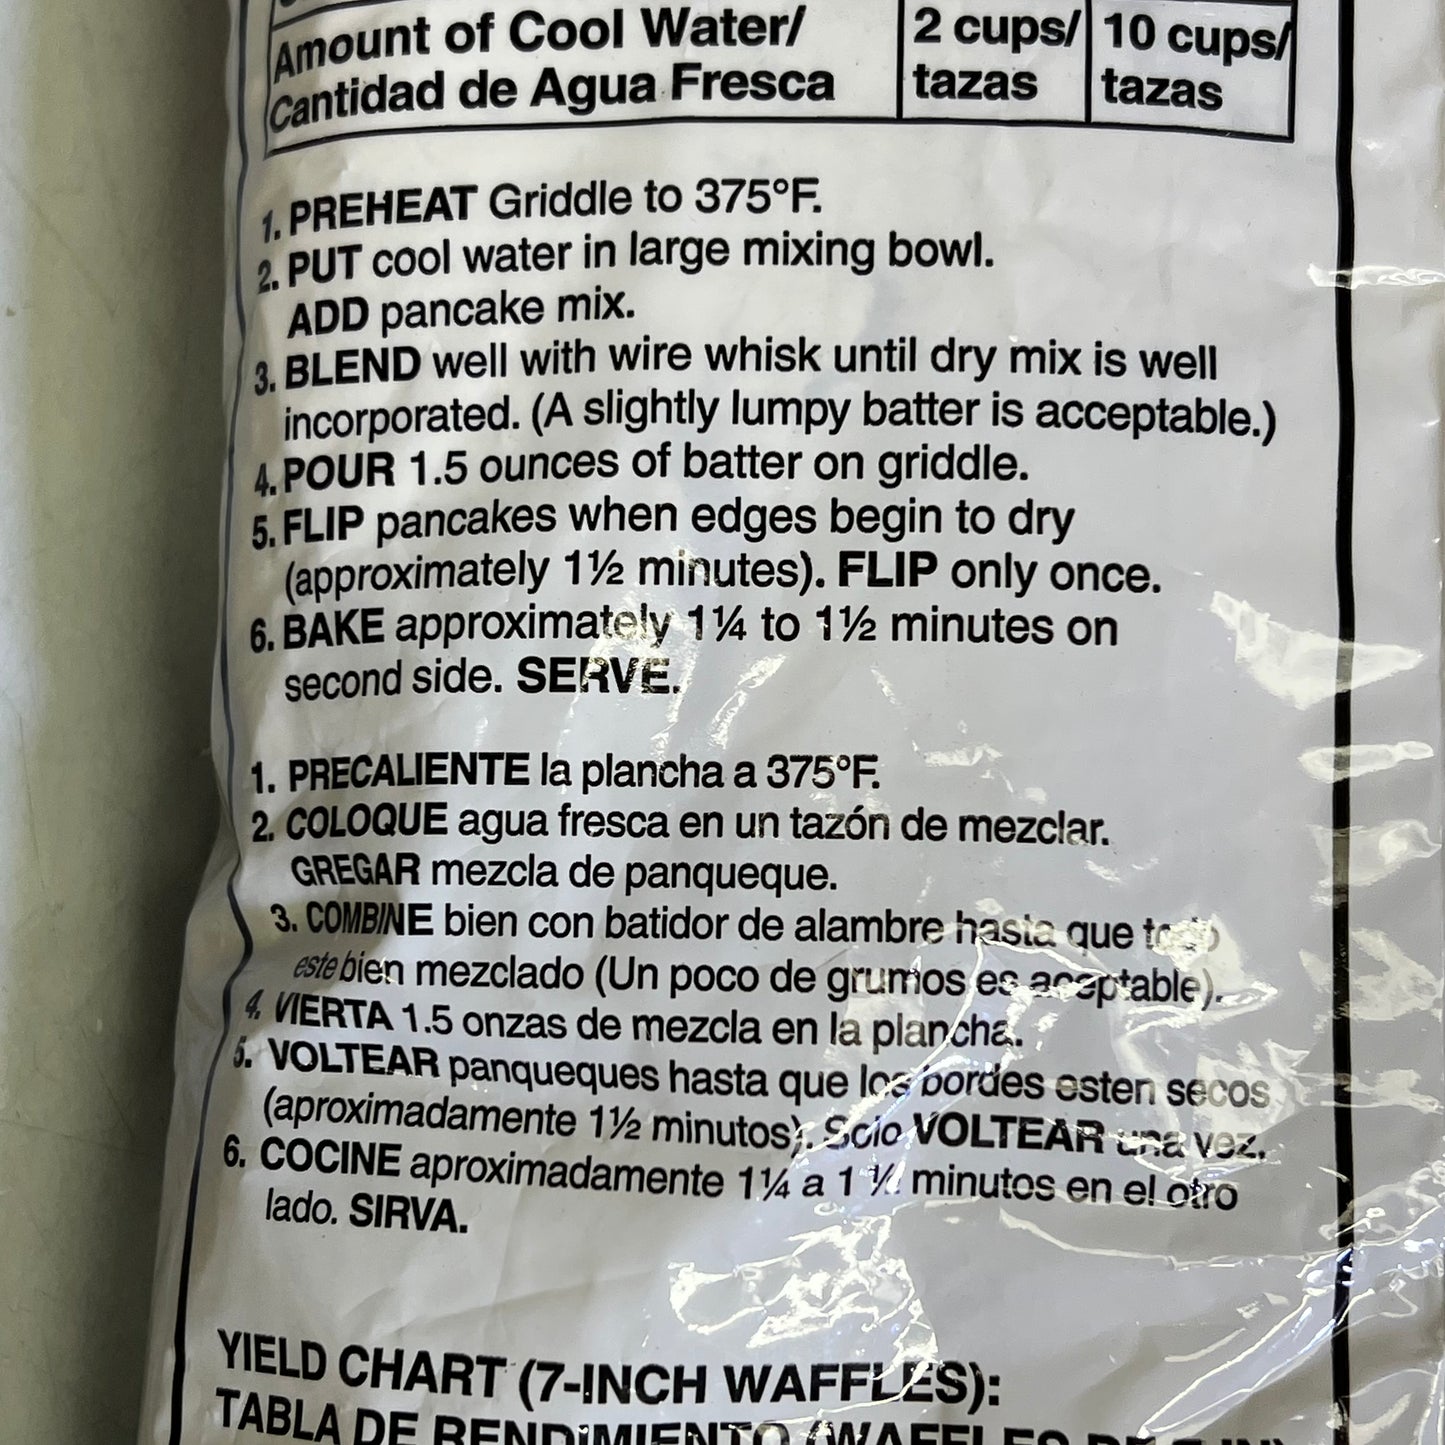 Amount of Cool Water/ 2 cups/ 10 cups/
Cantidad de Agua Fresca tazas tazas
1. PREHEAT Griddle to 375°F.
2. PUT cool water in large mixing bowl.
ADD pancake mix.
3. BLEND well with wire whisk until dry mix is well
incorporated. (A slightly lumpy batter is acceptable.)
4. POUR 1.5 ounces of batter on griddle.
5. FLIP pancakes when edges begin to dry
(approximately 1½ minutes). FLIP only once.
6. BAKE approximately 1¼ to 1½ minutes on
second side. SERVE.
1. PRECALIENTE la plancha a 375°F.
2. COLOQUE agua fresca en un tazón de mezclar.
GREGAR mezcla de panqueque.
3. COMBINE bien con batidor de alambre hasta que
este bien mezclado (Un poco de grumos es aceptable).
4. VIERTA 1.5 onzas de mezcla en la plancha.
5. VOLTEAR panqueques hasta que los bordes esten secos
(aproximadamente 1½ minutos). Solo VOLTEAR una vez.
6. COCINE aproximadamente 1¼ a 1 minutos en el otro
lado. SIRVA.
YIELD CHART (7-INCH WAFFLES):
TABLA DE RENDIMIENTO (WAFFLES DE